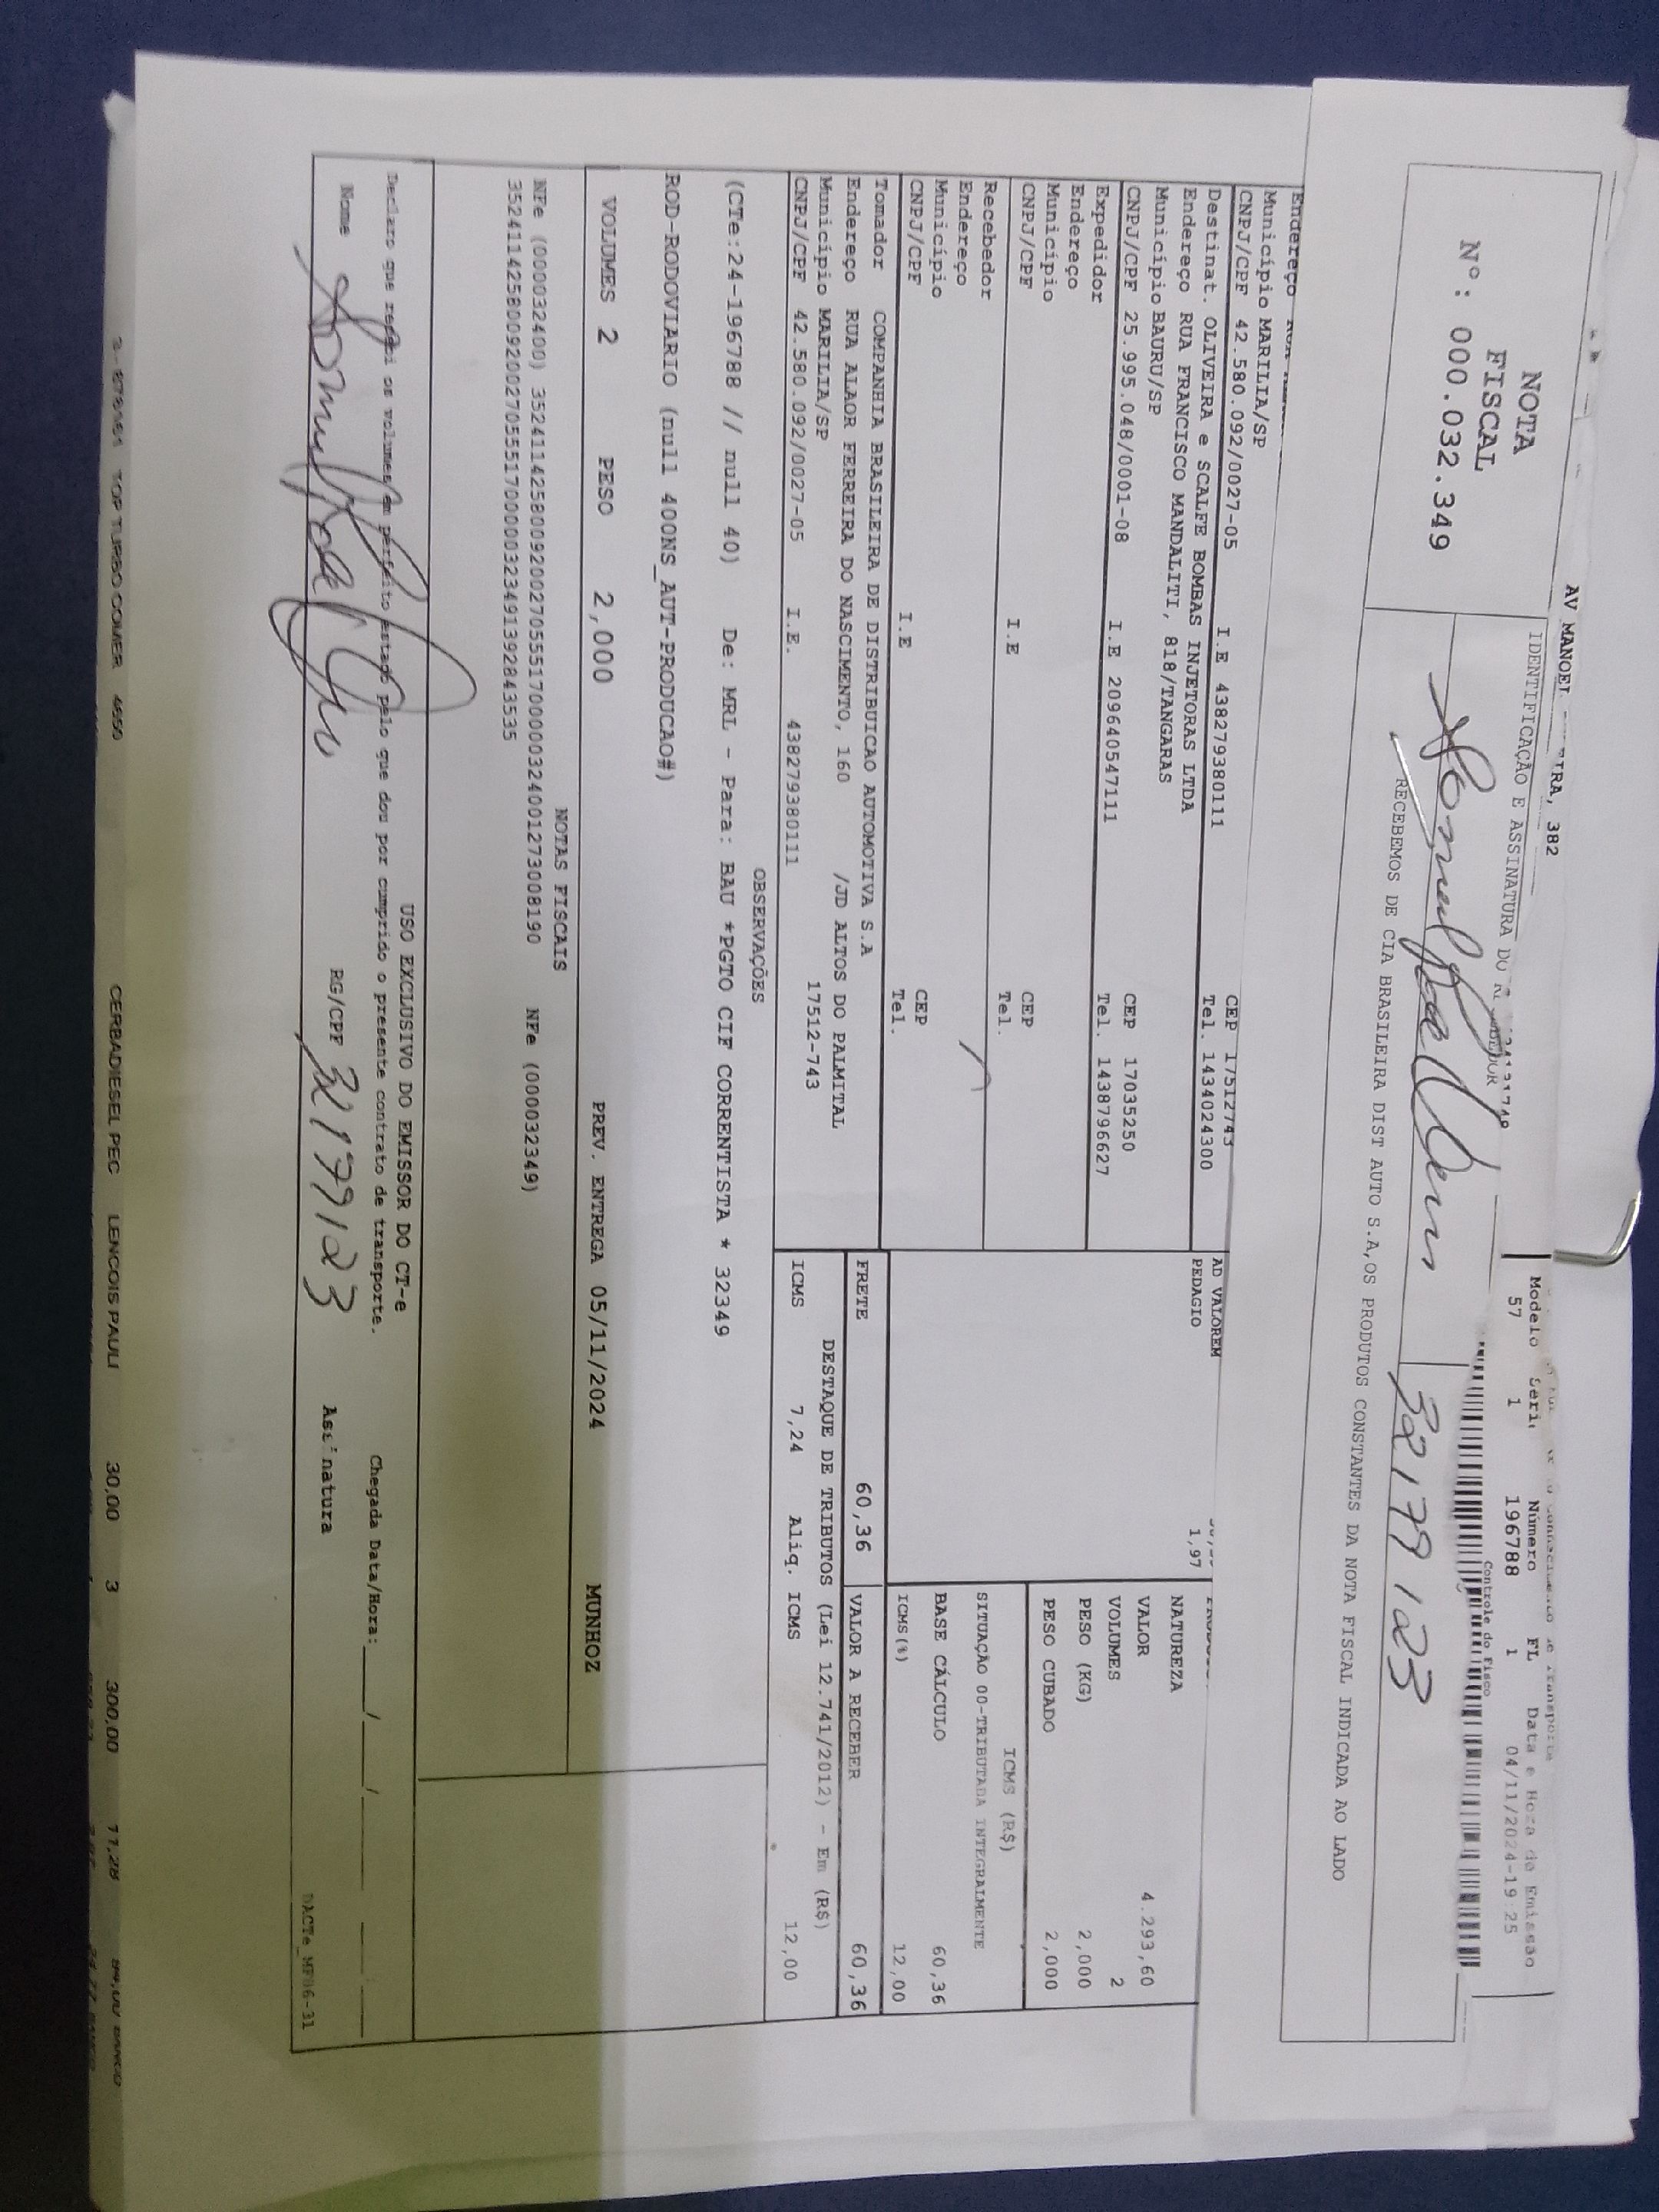 AV MANOEL
IRA, 382
NOTA
FISCAL
Nº: 000.032.349
IDENTIFICAÇÃO E ASSINATURA DO
32179123
RECEBEMOS DE CIA BRASILEIRA DIST AUTO S.A,OS PRODUTOS CONSTANTES DA NOTA FISCAL INDICADA AO LADO
Modelo Número FL Data e Hora de Emissão
57 1 196788 1 04/11/2024-19 25
Controle do Fisco
Endereço
Município MARILIA/SP CEP 17512743
CNPJ/CPF 42.580.092/0027-05 I.E 438279380111 Tel. 1434024300
Destinat. OLIVEIRA e SCALFE BOMBAS INJETORAS LTDA
Endereço RUA FRANCISCO MANDALITI, 818/TANGARAS
Município BAURU/SP CEP 17035250
CNPJ/CPF 25.995.048/0001-08 I.E 209640547111 Tel. 1438796627
Expedidor
Endereço
Município CEP
CNPJ/CPF I.E Tel.
Recebedor
Endereço
Município CEP
CNPJ/CPF I.E Tel.
Tomador COMPANHIA BRASILEIRA DE DISTRIBUICAO AUTOMOTIVA S.A
Endereço RUA ALAOR FERREIRA DO NASCIMENTO, 160 /JD ALTOS DO PALMITAL
Município MARILIA/SP 17512-743
CNPJ/CPF 42.580.092/0027-05 I.E. 438279380111
AD VALOREM
PEDAGIO 1,97
NATUREZA
VALOR 4.293,60
VOLUMES 2
PESO (KG) 2,000
PESO CUBADO 2,000
ICMS (R$)
SITUAÇÃO 00-TRIBUTADA INTEGRALMENTE
BASE CÁLCULO 60,36
ICMS(%) 12,00
FRETE 60,36 VALOR A RECEBER 60,36
DESTAQUE DE TRIBUTOS (Lei 12.741/2012) - Em (R$)
ICMS 7,24 Aliq. ICMS 12,00
OBSERVAÇÕES
(CTe:24-196788 // null 40) De: MRL - Para: BAU *PGTO CIF CORRENTISTA * 32349
ROD-RODOVIARIO (null 400NS_AUT-PRODUCAO#)
VOLUMES 2 PESO 2,000 PREV. ENTREGA 05/11/2024 MUNHOZ
NOTAS FISCAIS
NFe (000032400) 35241142580092002705551700000324001273008190 NFe (000032349)
35241142580092002705551700000323491392843535
USO EXCLUSIVO DO EMISSOR DO CT-e
Declaro que recebi os volumes em perfeito estado pelo que dou por cumprido o presente contrato de transporte. Chegada Data/Hora:
Nome RG/CPF 32179123 Assinatura
DACTe_MF06-31
TOP TURBO COMER 4650 CERBADIESEL PEC LENCOIS PAULI 30,00 3 300,00 11,28